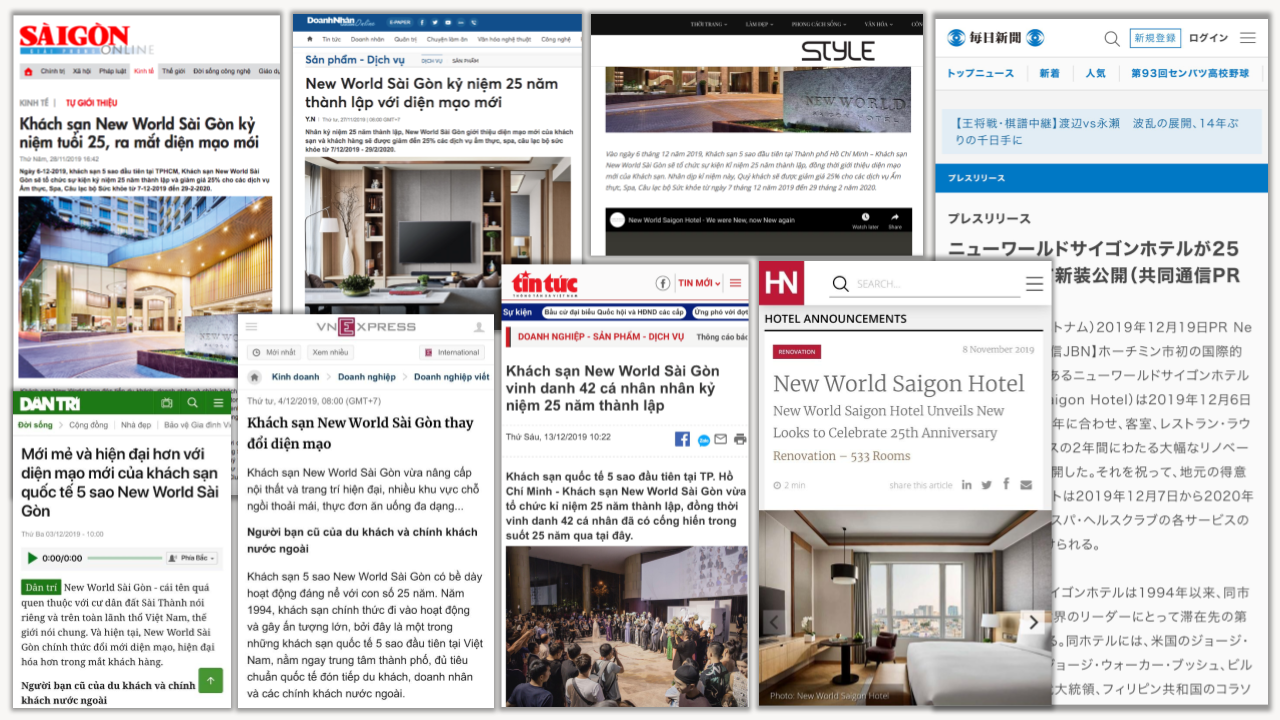 SÀIGÒN
GIẢI PHÓNG ONLINE
Chính trị Xã hội Pháp luật Kinh tế Thế giới Đời sống công nghệ Giáo dụ
KINH TẾ | TỰ GIỚI THIỆU
Khách sạn New World Sài Gòn kỷ
niệm tuổi 25, ra mắt diện mạo mới
Thứ Năm, 28/11/2019 16:42
Ngày 6-12-2019, khách sạn 5 sao đầu tiên tại TPHCM, Khách sạn New World Sài
Gòn sẽ tổ chức sự kiện kỷ niệm 25 năm thành lập và giảm giá 25% cho các dịch vụ
Ẩm thực, Spa, Câu lạc bộ Sức khỏe từ 7-12-2019 đến 29-2-2020.
NEW WO
DoanhNhân Online
E-PAPER
Tin tức Doanh nhân Quản trị Chuyện làm ăn Văn hóa nghệ thuật Công nghệ
Sản phẩm - Dịch vụ DỊCH VỤ SẢN PHẨM
New World Sài Gòn kỷ niệm 25 năm
thành lập với diện mạo mới
Y.N | Thứ tư, 27/11/2019 | 08:00 GMT+7
Nhân kỷ niệm 25 năm thành lập, New World Sài Gòn giới thiệu diện mạo mới của khách
sạn và khách hàng sẽ được giảm đến 25% các dịch vụ ẩm thực, spa, câu lạc bộ sức
khỏe từ 7/12/2019 - 29/2/2020.
THỜI TRANG LÀM ĐẸP PHONG CÁCH SỐNG VĂN HÓA CÔN
STYLE
NEW WORLD
Vào ngày 6 tháng 12 năm 2019, Khách sạn 5 sao đầu tiên tại Thành phố Hồ Chí Minh – Khách
sạn New World Sài Gòn sẽ tổ chức sự kiện Kỉ niệm 25 năm thành lập, đồng thời giới thiệu diện mạo
mới của Khách sạn. Nhân dịp kỉ niệm này, Quý khách sẽ được giảm giá 25% cho các dịch vụ
Ẩm thực, Spa, Câu lạc bộ Sức khỏe từ ngày 7 tháng 12 năm 2019 đến 29 tháng 2 năm 2020.
New World Saigon Hotel - We were New, now New again
Watch later Share
毎日新聞
新規登録 ログイン
トップニュース 新着 人気 第93回センバツ高校野球
【王将戦・棋譜中継】渡辺vs永瀬 波乱の展開、14年ぶ
りの千日手に
プレスリリース
プレスリリース
ニューワールドサイゴンホテルが25
新装公開(共同通信PR
トナム)2019年12月19日PR Ne
信JBN】ホーチミン市初の国際的
あるニューワールドサイゴンホテ
aigon Hotel)は2019年12月6日
年に合わせ、客室、レストラン・ラウ
スの2年間にわたる大幅なリノベー
開した。それを祝って、地元の得意
トは2019年12月7日から2020年
スパ・ヘルスクラブの各サービスの
けられる。
イゴンホテルは1994年以来、同市
界のリーダーにとって滞在先の第
る。同ホテルには、米国のジョージ・
ョージ・ウォーカー・ブッシュ、ビル
大統領、フィリピン共和国のコラソ
DÂN TRÍ
Đời sống Cộng đồng Nhà đẹp Bảo vệ Gia đình Vi
Mới mẻ và hiện đại hơn với
diện mạo mới của khách sạn
quốc tế 5 sao New World Sài
Gòn
Thứ Ba 03/12/2019 - 10:00
0:00/0:00 Phía Bắc
Dân trí New World Sài Gòn - cái tên quá
quen thuộc với cư dân đất Sài Thành nói
riêng và trên toàn lãnh thổ Việt Nam, thế
giới nói chung. Và hiện tại, New World Sài
Gòn chính thức đổi mới diện mạo, hiện đại
hóa hơn trong mắt khách hàng.
Người bạn cũ của du khách và chính
khách nước ngoài
VNEXPRESS
Mới nhất Xem nhiều International
Kinh doanh Doanh nghiệp Doanh nghiệp viết
Thứ tư, 4/12/2019, 08:00 (GMT+7)
Khách sạn New World Sài Gòn thay
đổi diện mạo
Khách sạn New World Sài Gòn vừa nâng cấp
nội thất và trang trí hiện đại, nhiều khu vực chỗ
ngồi thoải mái, thực đơn ăn uống đa dạng...
Người bạn cũ của du khách và chính khách
nước ngoài
Khách sạn 5 sao New World Sài Gòn có bề dày
hoạt động đáng nể với con số 25 năm. Năm
1994, khách sạn chính thức đi vào hoạt động
và gây ấn tượng lớn, bởi đây là một trong
những khách sạn quốc tế 5 sao đầu tiên tại Việt
Nam, nằm ngay trung tâm thành phố, đủ tiêu
chuẩn quốc tế đón tiếp du khách, doanh nhân
và các chính khách nước ngoài.
tin tức
THÔNG TẤN XÃ VIỆT NAM
TIN MỚI
Sự kiện Bầu cử đại biểu Quốc hội và HĐND các cấp Ứng phó với đợt
DOANH NGHIỆP - SẢN PHẨM - DỊCH VỤ Thông cáo báo
Khách sạn New World Sài Gòn
vinh danh 42 cá nhân nhân kỷ
niệm 25 năm thành lập
Thứ Sáu, 13/12/2019 10:22
Zalo
Khách sạn quốc tế 5 sao đầu tiên tại TP. Hồ
Chí Minh - Khách sạn New World Sài Gòn vừa
tổ chức kỉ niệm 25 năm thành lập, đồng thời
vinh danh 42 cá nhân đã có cống hiến trong
suốt 25 năm qua tại đây.
HN
SEARCH...
HOTEL ANNOUNCEMENTS
RENOVATION 8 November 2019
New World Saigon Hotel
New World Saigon Hotel Unveils New
Looks to Celebrate 25th Anniversary
Renovation – 533 Rooms
2 min share this article
Photo: New World Saigon Hotel